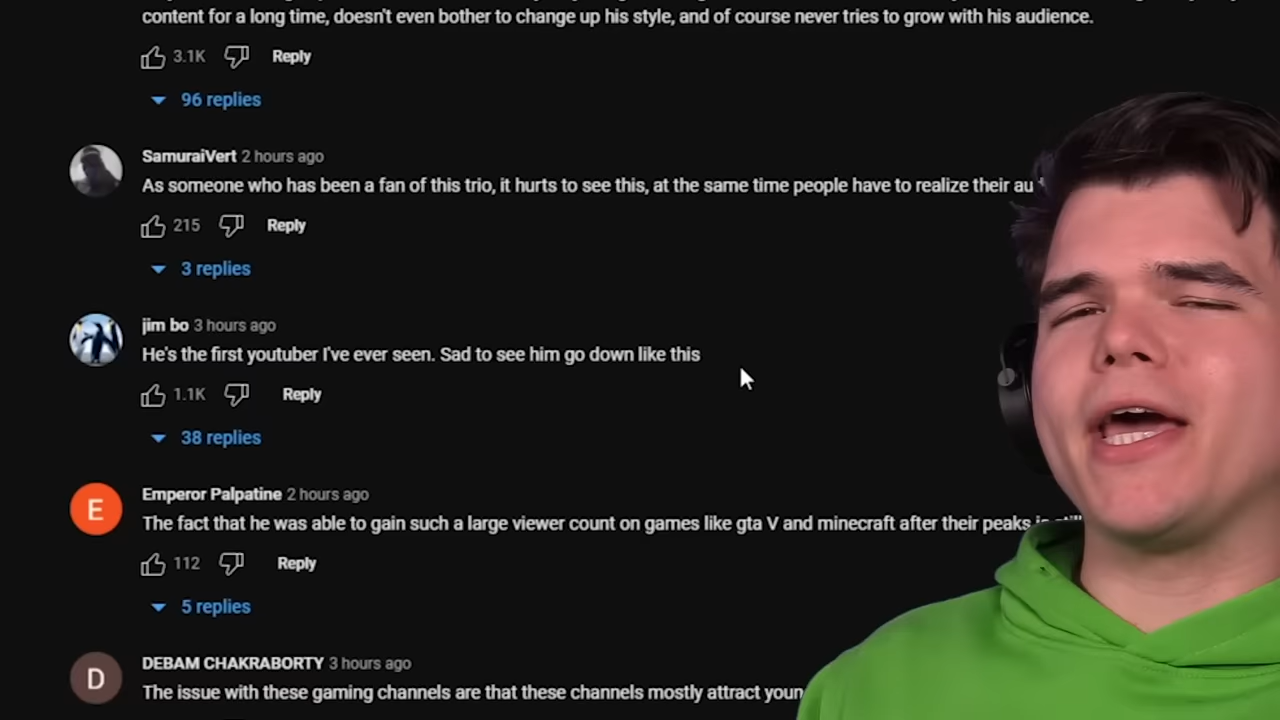 content for a long time, doesn't even bother to change up his style, and of course never tries to grow with his audience.
3.1K Reply
96 replies
SamuraiVert 2 hours ago
As someone who has been a fan of this trio, it hurts to see this, at the same time people have to realize their au
215 Reply
3 replies
jim bo 3 hours ago
He's the first youtuber I've ever seen. Sad to see him go down like this
1.1K Reply
38 replies
E
Emperor Palpatine 2 hours ago
The fact that he was able to gain such a large viewer count on games like gta V and minecraft after their peaks is still
112 Reply
5 replies
D
DEBAM CHAKRABORTY 3 hours ago
The issue with these gaming channels are that these channels mostly attract youn